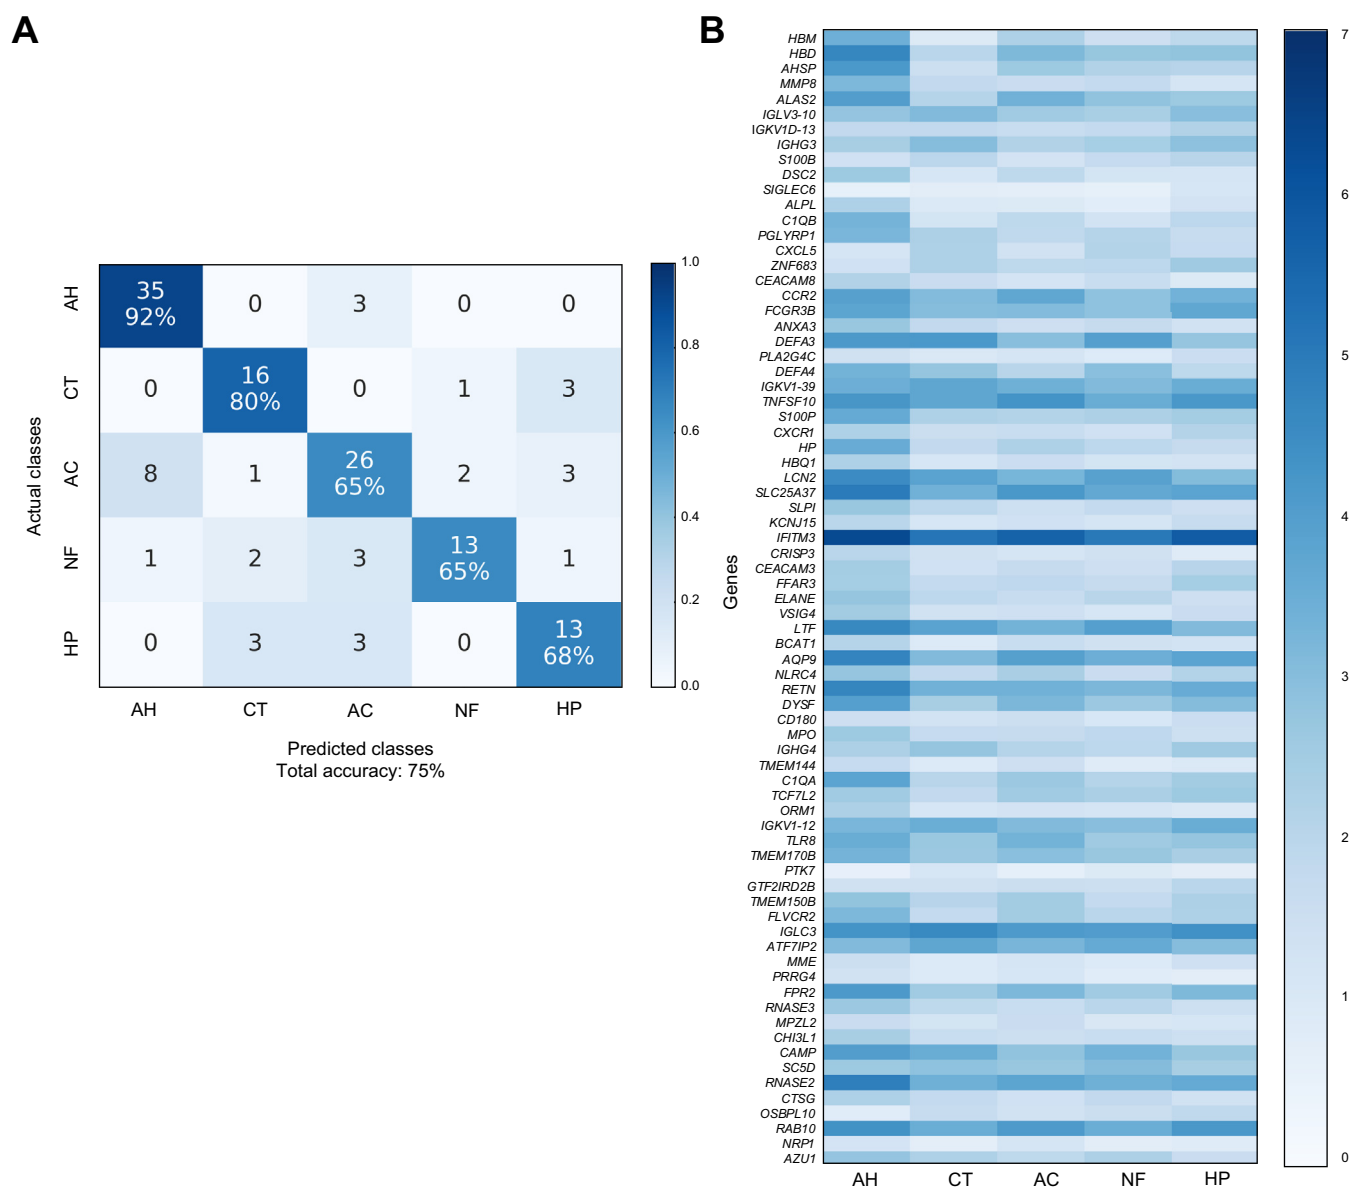 A
AH
35
92%
0
3
0
0
CT
0
16
80%
0
1
3
AC
8
1
26
65%
2
3
NF
1
2
3
13
65%
1
HP
0
3
3
0
13
68%
Actual classes
AH CT AC NF HP
Predicted classes
Total accuracy: 75%
1.0
0.8
0.6
0.4
0.2
0.0
B
Genes
HBM
HBD
AHSP
MMP8
ALAS2
IGLV3-10
IGKV1D-13
IGHG3
S100B
DSC2
SIGLEC6
ALPL
C1QB
PGLYRP1
CXCL5
ZNF683
CEACAM8
CCR2
FCGR3B
ANXA3
DEFA3
PLA2G4C
DEFA4
IGKV1-39
TNFSF10
S100P
CXCR1
HP
HBQ1
LCN2
SLC25A37
SLPI
KCNJ15
IFITM3
CRISP3
CEACAM3
FFAR3
ELANE
VSIG4
LTF
BCAT1
AQP9
NLRC4
RETN
DYSF
CD180
MPO
IGHG4
TMEM144
C1QA
TCF7L2
ORM1
IGKV1-12
TLR8
TMEM170B
PTK7
GTF2IRD2B
TMEM150B
FLVCR2
IGLC3
ATF7IP2
MME
PRRG4
FPR2
RNASE3
MPZL2
CHI3L1
CAMP
SC5D
RNASE2
CTSG
OSBPL10
RAB10
NRP1
AZU1
AH CT AC NF HP
7
6
5
4
3
2
1
0